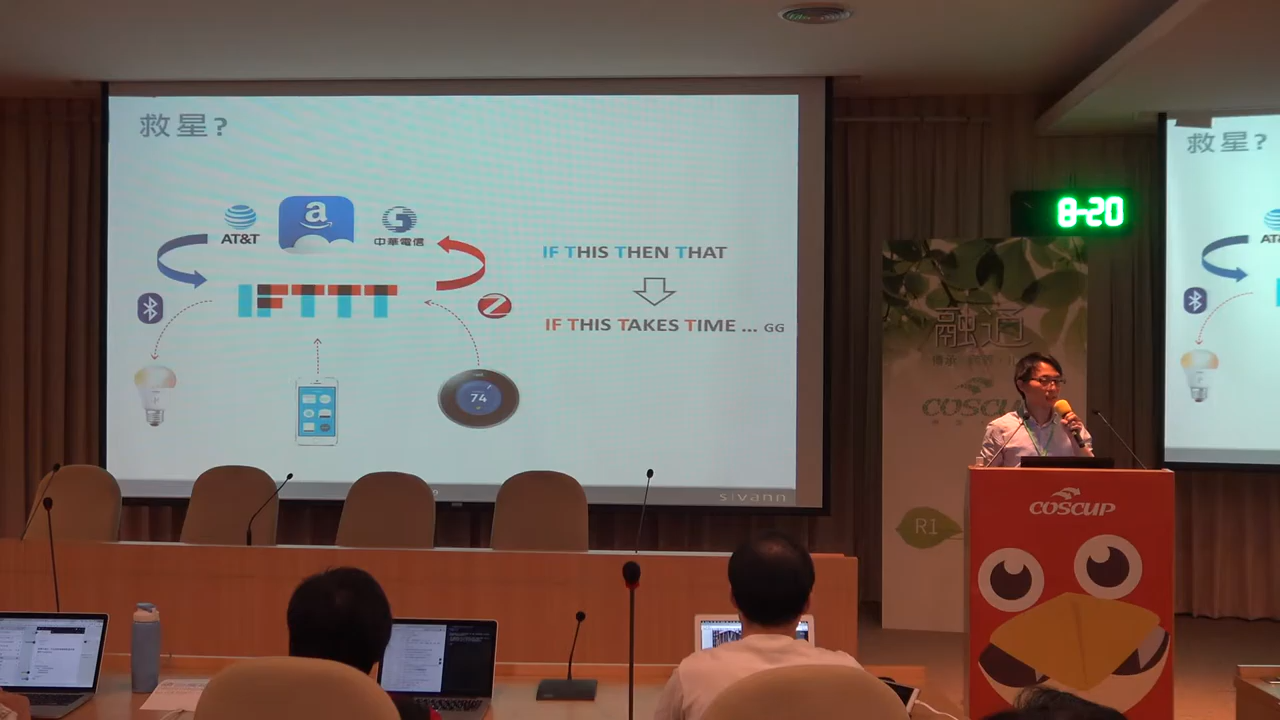 救星?
AT&T
a
中華電信
IFTTT
Z
74
IF THIS THEN THAT
IF THIS TAKES TIME ... GG
sivann
8-20
救星?
AT&T
融通
COSCUP
R1
COSCUP